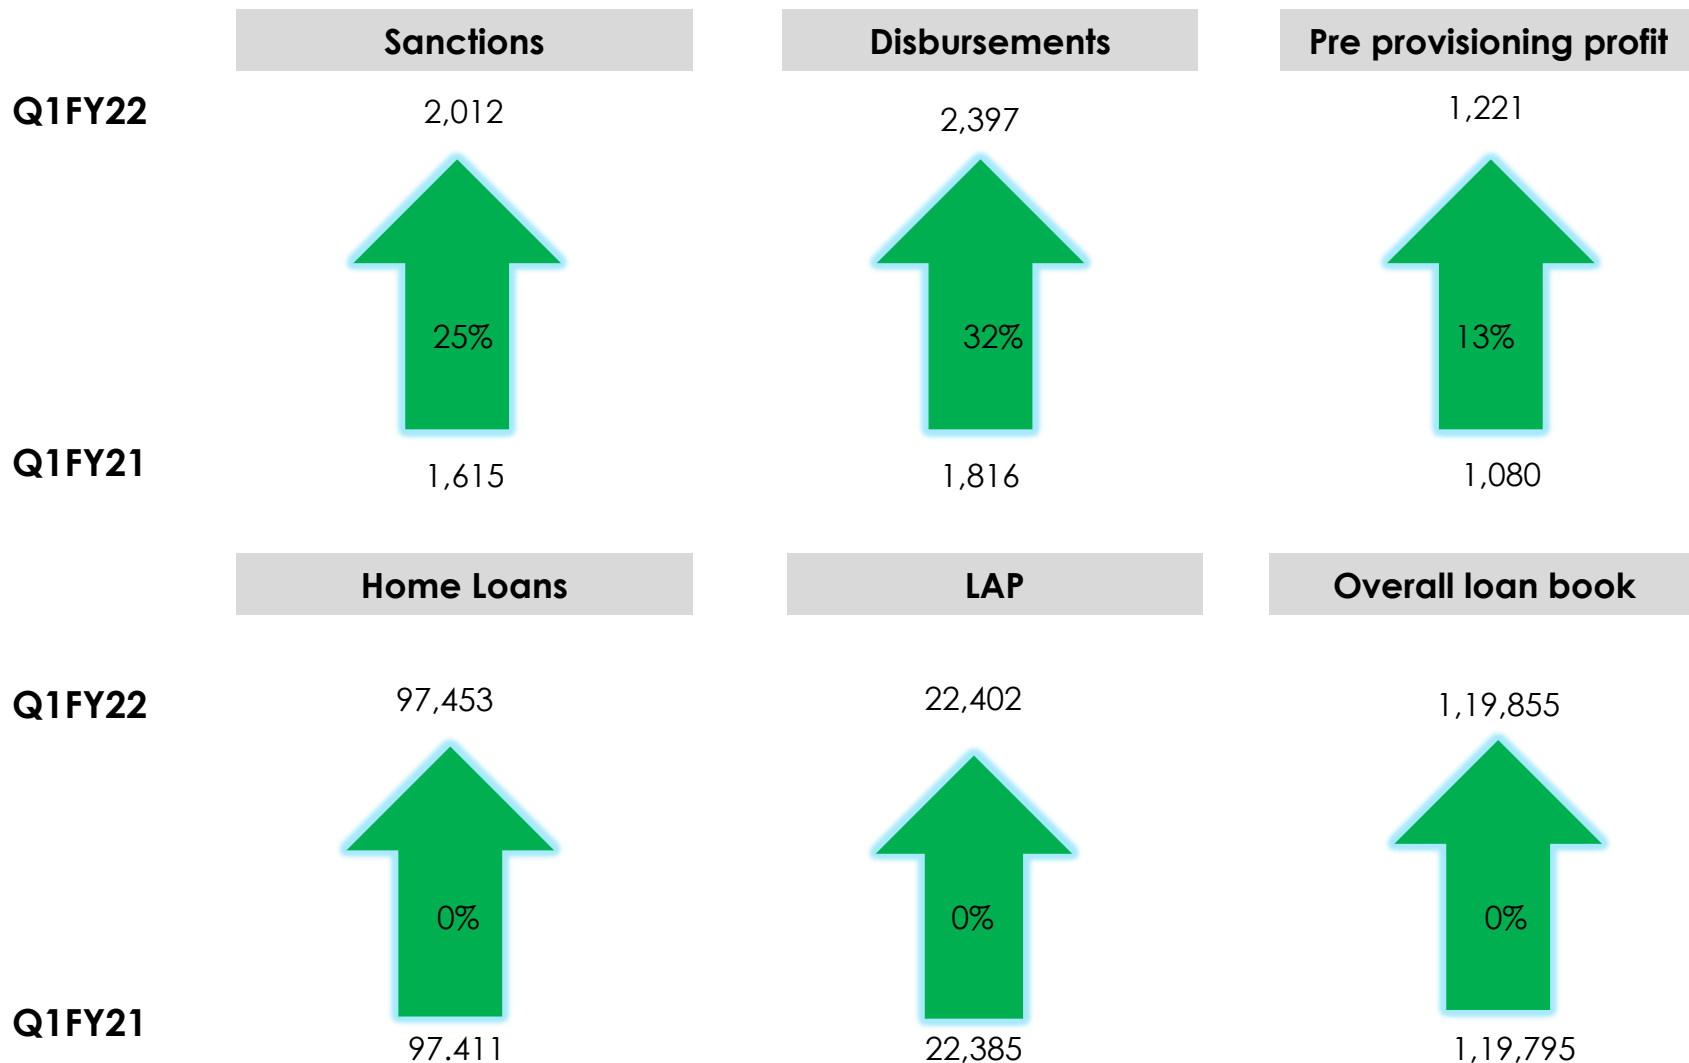 Sanctions Disbursements Pre provisioning profit
Q1FY22 2,012 2,397 1,221
25% 32% 13%
Q1FY21 1,615 1,816 1,080
Home Loans LAP Overall loan book
Q1FY22 97,453 22,402 1,19,855
0% 0% 0%
Q1FY21 97,411 22,385 1,19,795